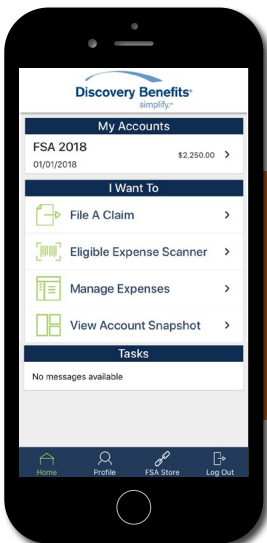 Discovery Benefits®
simplify.™
My Accounts
FSA 2018
01/01/2018
$2,250.00
I Want To
File A Claim
Eligible Expense Scanner
Manage Expenses
View Account Snapshot
Tasks
No messages available
Home Profile FSA Store Log Out